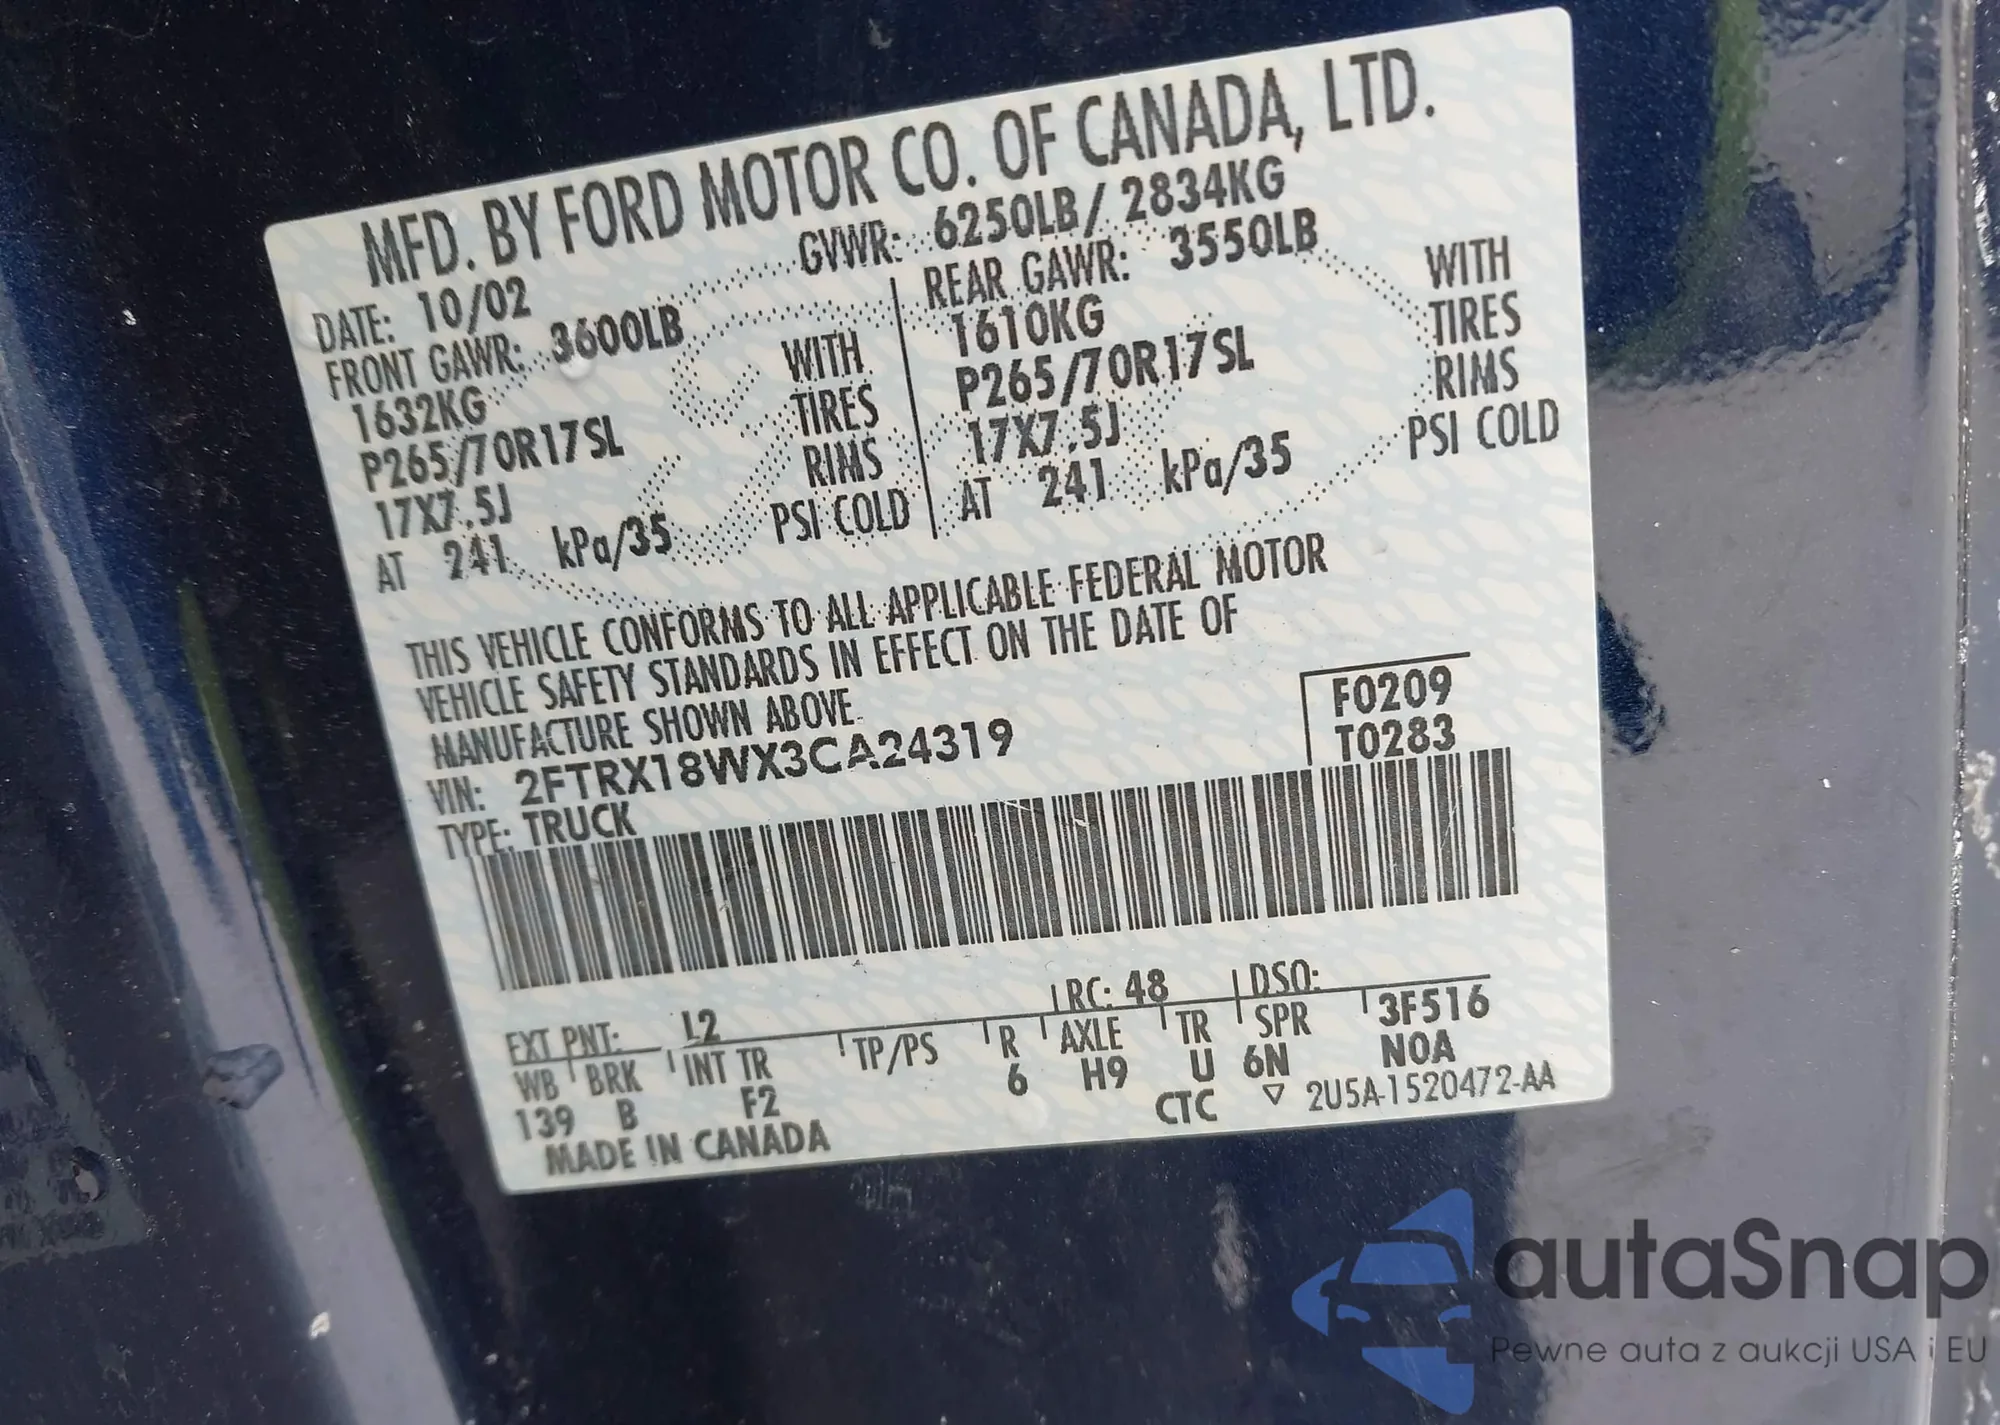 MFD. BY FORD MOTOR CO. OF CANADA, LTD.
DATE: 10/02 GVWR: 6250LB/ 2834KG
FRONT GAWR: 3600LB REAR GAWR: 3550LB
1632KG WITH 1610KG WITH
P265/70R17SL TIRES P265/70R17SL TIRES
17X7.5J RIMS 17X7.5J RIMS
AT 241 kPa/35 PSI COLD AT 241 kPa/35 PSI COLD
THIS VEHICLE CONFORMS TO ALL APPLICABLE FEDERAL MOTOR
VEHICLE SAFETY STANDARDS IN EFFECT ON THE DATE OF
MANUFACTURE SHOWN ABOVE.
VIN: 2FTRX18WX3CA24319 F0209
TYPE: TRUCK T0283
EXT PNT: L2 RC: 48 DSO:
WB BRK INT TR TP/PS R AXLE TR SPR 3F516
139 B F2 6 H9 U 6N N0A
MADE IN CANADA CTC ▽ 2U5A-1520472-AA
autaSnap
Pewne auta z aukcji USA i EU